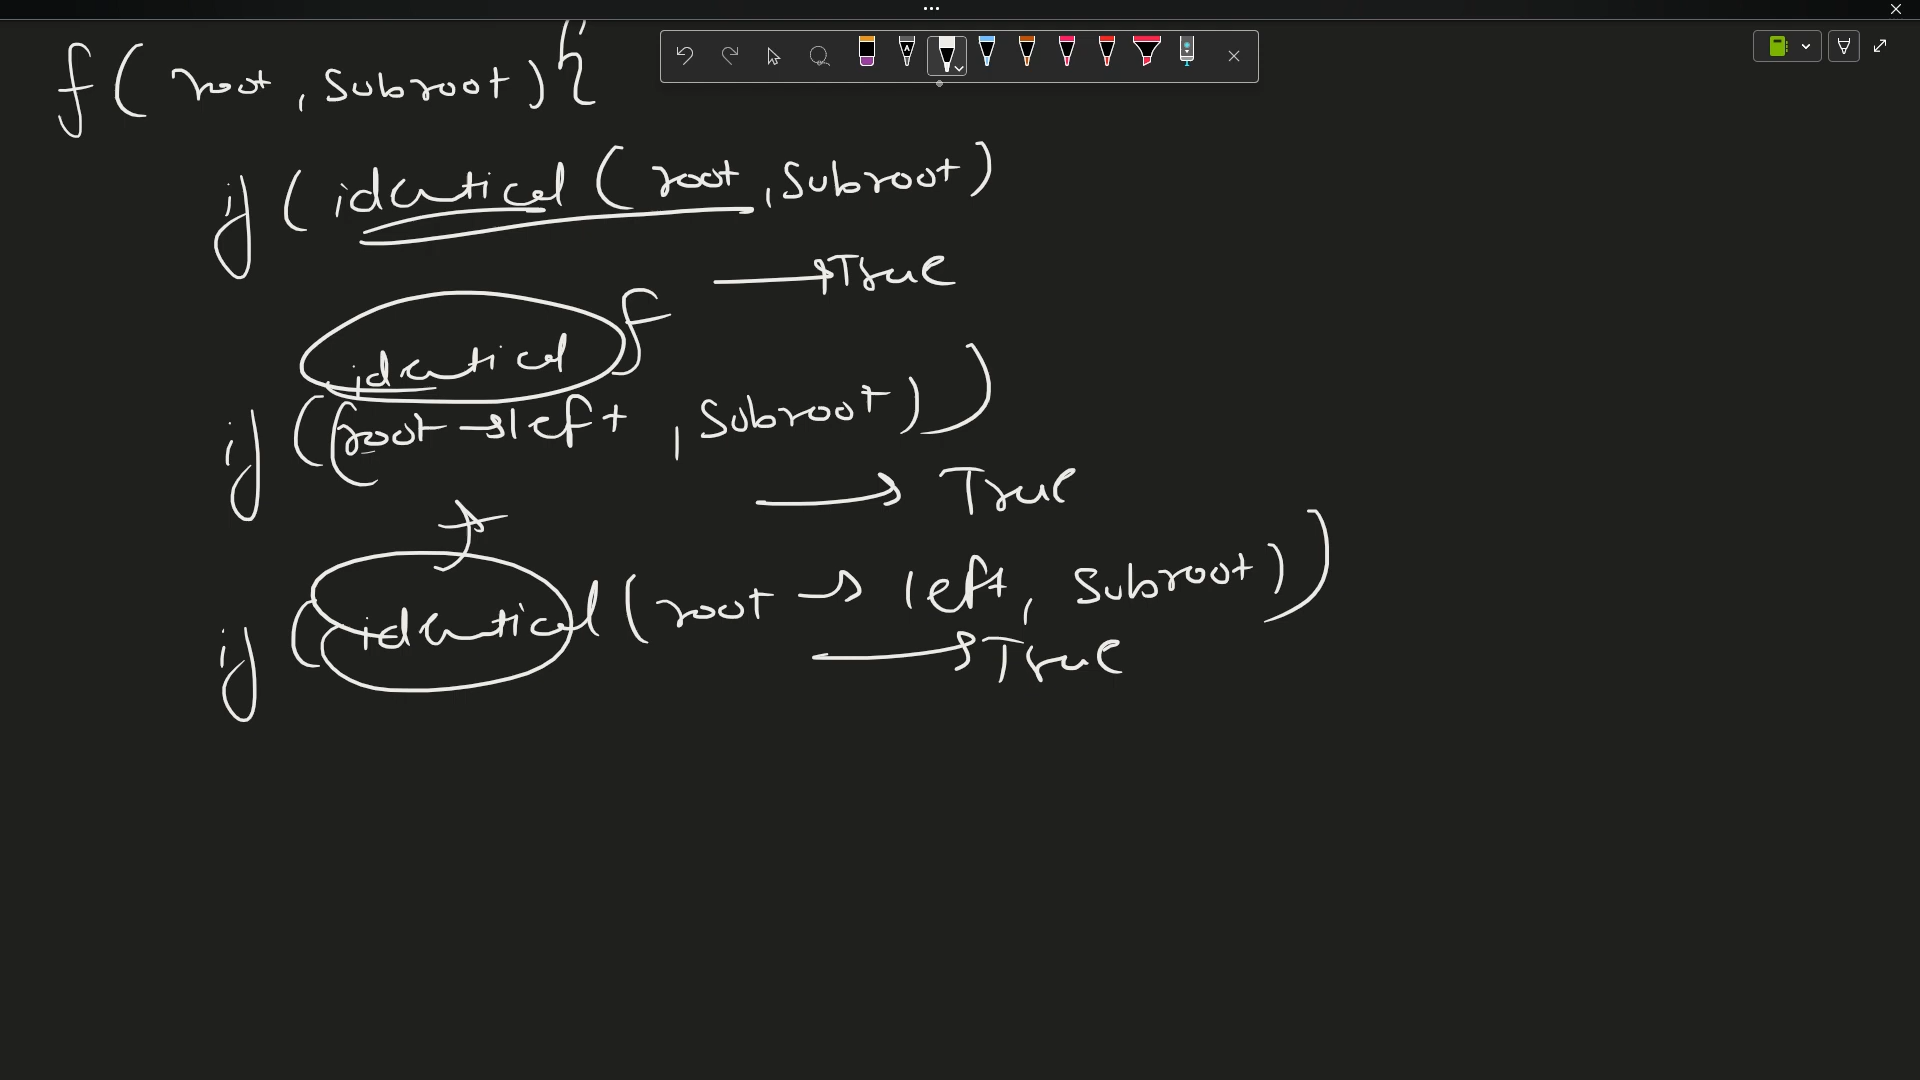 f( root , Subroot) {
if (identical (root , Subroot)
→ True
identical f
if ((root → left , Subroot))
→ True
f
if (identical (root → left, Subroot))
→ True